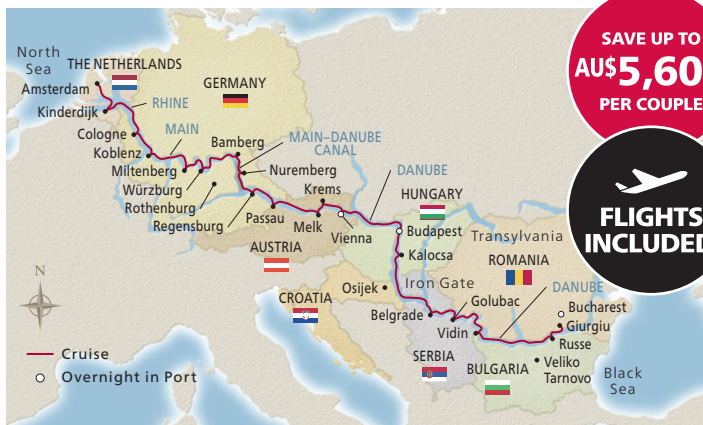 North
Sea
THE NETHERLANDS
Amsterdam
Kinderdijk
RHINE
GERMANY
Cologne
MAIN
Koblenz
Bamberg
MAIN–DANUBE
CANAL
Miltenberg
Nuremberg
Würzburg
Rothenburg
Regensburg
Passau
Krems
Melk
Vienna
DANUBE
HUNGARY
Budapest
Kalocsa
AUSTRIA
Transylvania
ROMANIA
Iron Gate
DANUBE
CROATIA
Osijek
Golubac
Bucharest
Belgrade
Giurgiu
Vidin
Russe
SERBIA
BULGARIA
Veliko
Tarnovo
Black
Sea
N
Cruise
Overnight in Port
SAVE UP TO
AU$5,60
PER COUPLE
FLIGHTS
INCLUDED